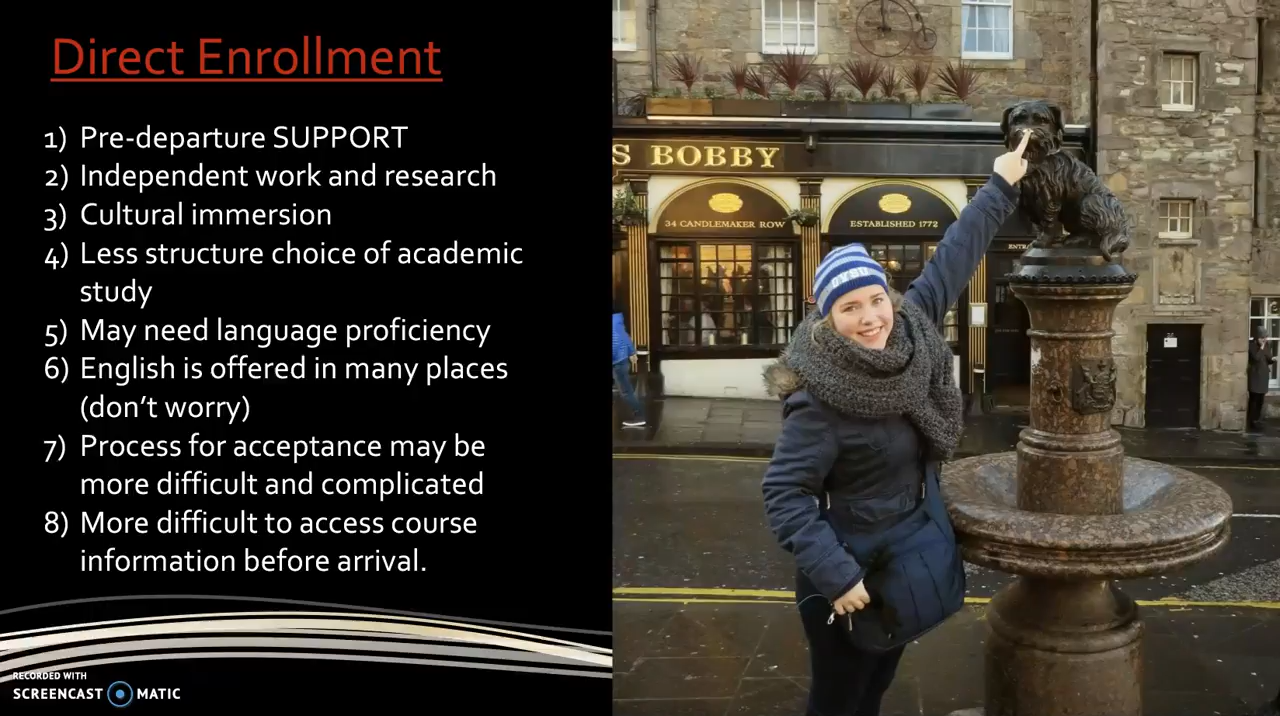 Direct Enrollment
1) Pre-departure SUPPORT
2) Independent work and research
3) Cultural immersion
4) Less structure choice of academic
study
5) May need language proficiency
6) English is offered in many places
(don't worry)
7) Process for acceptance may be
more difficult and complicated
8) More difficult to access course
information before arrival.
RECORDED WITH
SCREENCAST MATIC
S BOBBY
34 CANDLEMAKER ROW
ESTABLISHED 1772
ENTR
GVSU